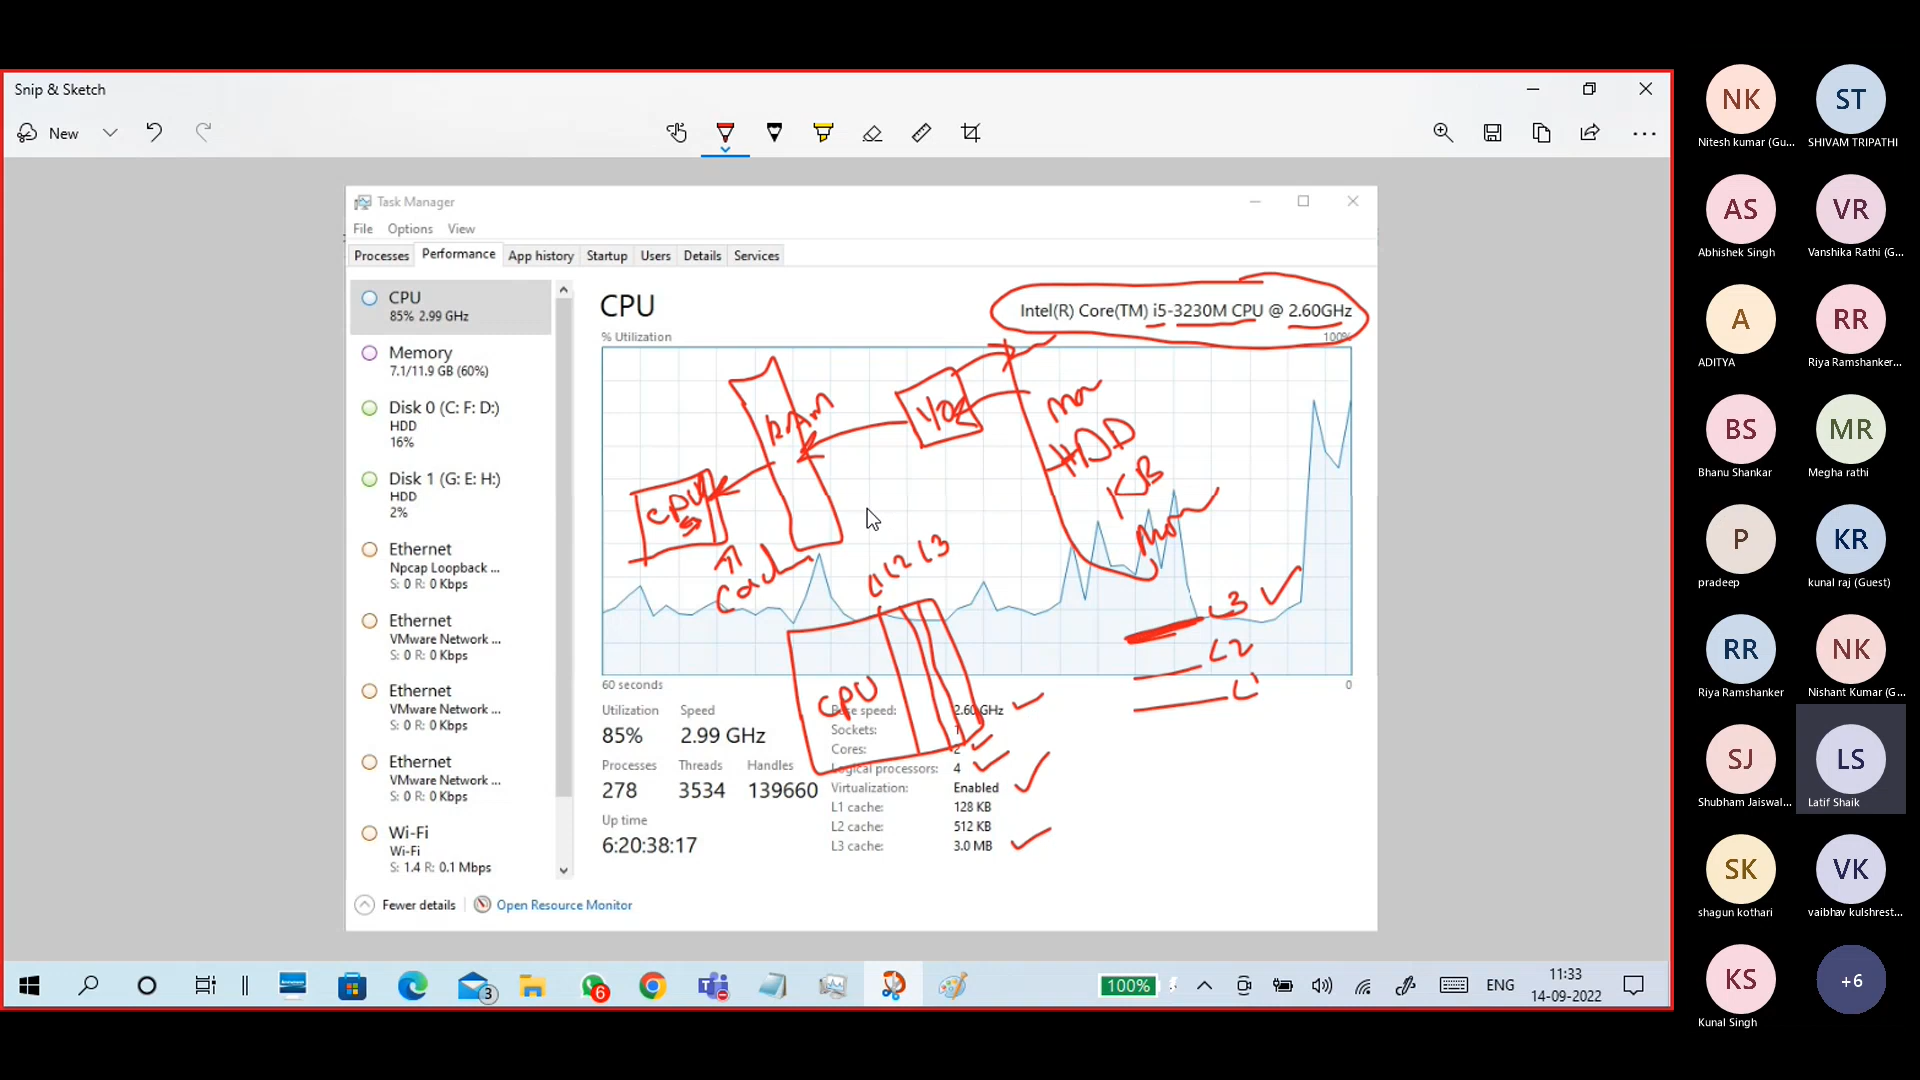 Snip & Sketch
New
Task Manager
File Options View
Processes Performance App history Startup Users Details Services
CPU
85% 2.99 GHz
Memory
7.1/11.9 GB (60%)
Disk 0 (C: F: D:)
HDD
16%
Disk 1 (G: E: H:)
HDD
2%
Ethernet
Npcap Loopback ...
S: 0 R: 0 Kbps
Ethernet
VMware Network ...
S: 0 R: 0 Kbps
Ethernet
VMware Network ...
S: 0 R: 0 Kbps
Ethernet
VMware Network ...
S: 0 R: 0 Kbps
Wi-Fi
Wi-Fi
S: 1.4 R: 0.1 Mbps
CPU
Intel(R) Core(TM) i5-3230M CPU @ 2.60GHz
% Utilization
100%
RAM
HDD
KB
CPU
L1 L2 L3
L3
L2
L1
CPU
60 seconds
0
Utilization Speed
85% 2.99 GHz
Processes Threads Handles
278 3534 139660
Up time
6:20:38:17
Base speed: 2.60 GHz
Sockets: 1
Cores: 2
Logical processors: 4
Virtualization: Enabled
L1 cache: 128 KB
L2 cache: 512 KB
L3 cache: 3.0 MB
Fewer details
Open Resource Monitor
3
6
100%
ENG
11:33
14-09-2022
NK
Nitesh kumar (Gu...
ST
SHIVAM TRIPATHI
AS
Abhishek Singh
VR
Vanshika Rathi (G...
A
ADITYA
RR
Riya Ramshanker...
BS
Bhanu Shankar
MR
Megha rathi
P
pradeep
KR
kunal raj (Guest)
RR
Riya Ramshanker
NK
Nishant Kumar (G...
SJ
Shubham Jaiswal...
LS
Latif Shaik
SK
shagun kothari
VK
vaibhav kulshrest...
KS
Kunal Singh
+6